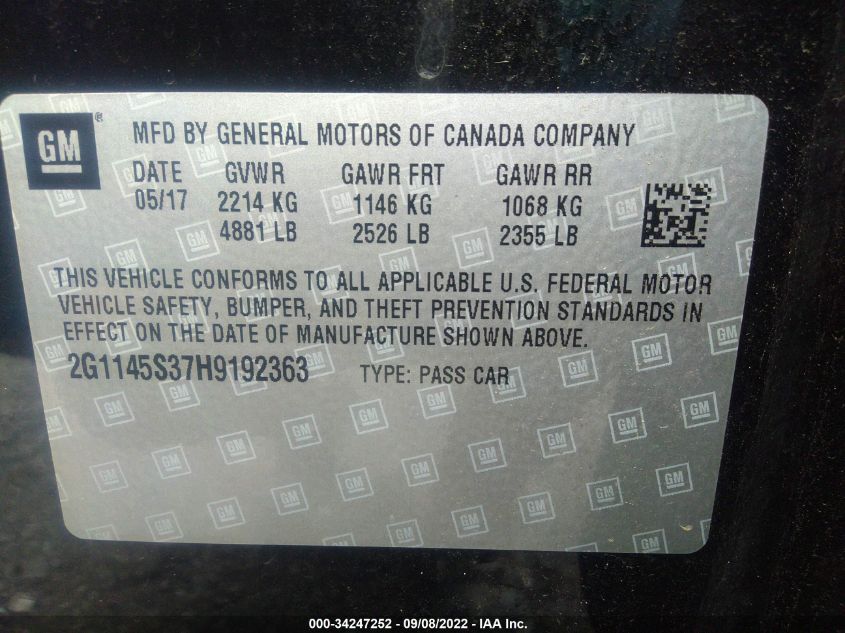 GM ®
MFD BY GENERAL MOTORS OF CANADA COMPANY
DATE GVWR GAWR FRT GAWR RR
05/17 2214 KG 1146 KG 1068 KG
4881 LB 2526 LB 2355 LB
THIS VEHICLE CONFORMS TO ALL APPLICABLE U.S. FEDERAL MOTOR
VEHICLE SAFETY, BUMPER, AND THEFT PREVENTION STANDARDS IN
EFFECT ON THE DATE OF MANUFACTURE SHOWN ABOVE.
2G1145S37H9192363 TYPE: PASS CAR
000-34247252 - 09/08/2022 - IAA Inc.